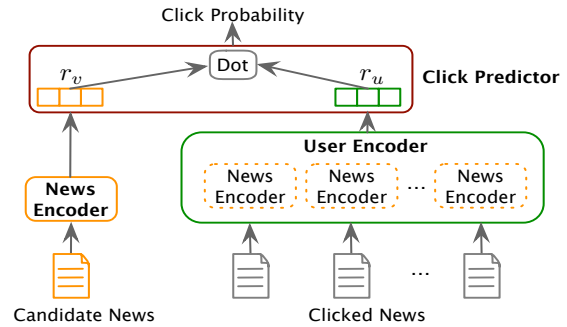 Click Probability
Dot
r_v
r_u
Click Predictor
User Encoder
News
Encoder
News
Encoder
News
Encoder
...
News
Encoder
...
Candidate News
Clicked News